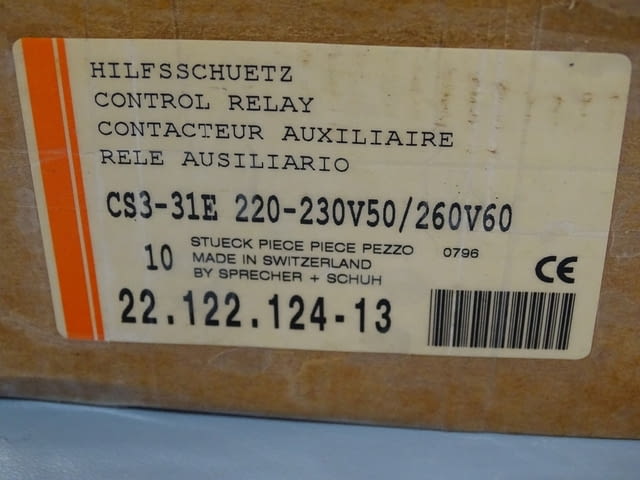 HILFSSCHUETZ
CONTROL RELAY
CONTACTEUR AUXILIAIRE
RELE AUSILIARIO
CS3-31E 220-230V50/260V60
10 STUECK PIECE PIECE PEZZO 0796
MADE IN SWITZERLAND
BY SPRECHER + SCHUH
CE
22.122.124-13